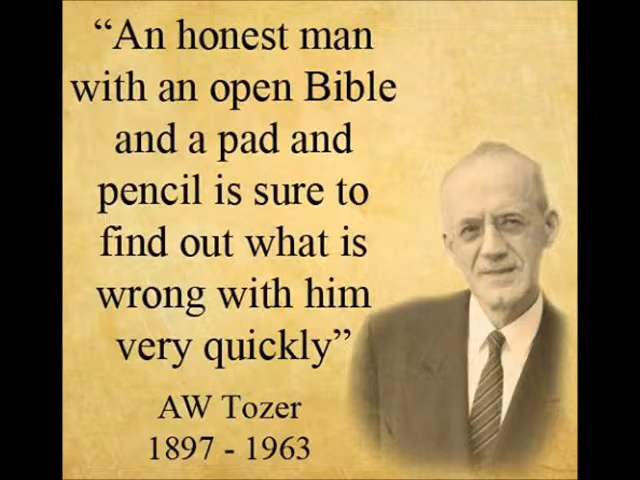 “An honest man
with an open Bible
and a pad and
pencil is sure to
find out what is
wrong with him
very quickly”
AW Tozer
1897 - 1963